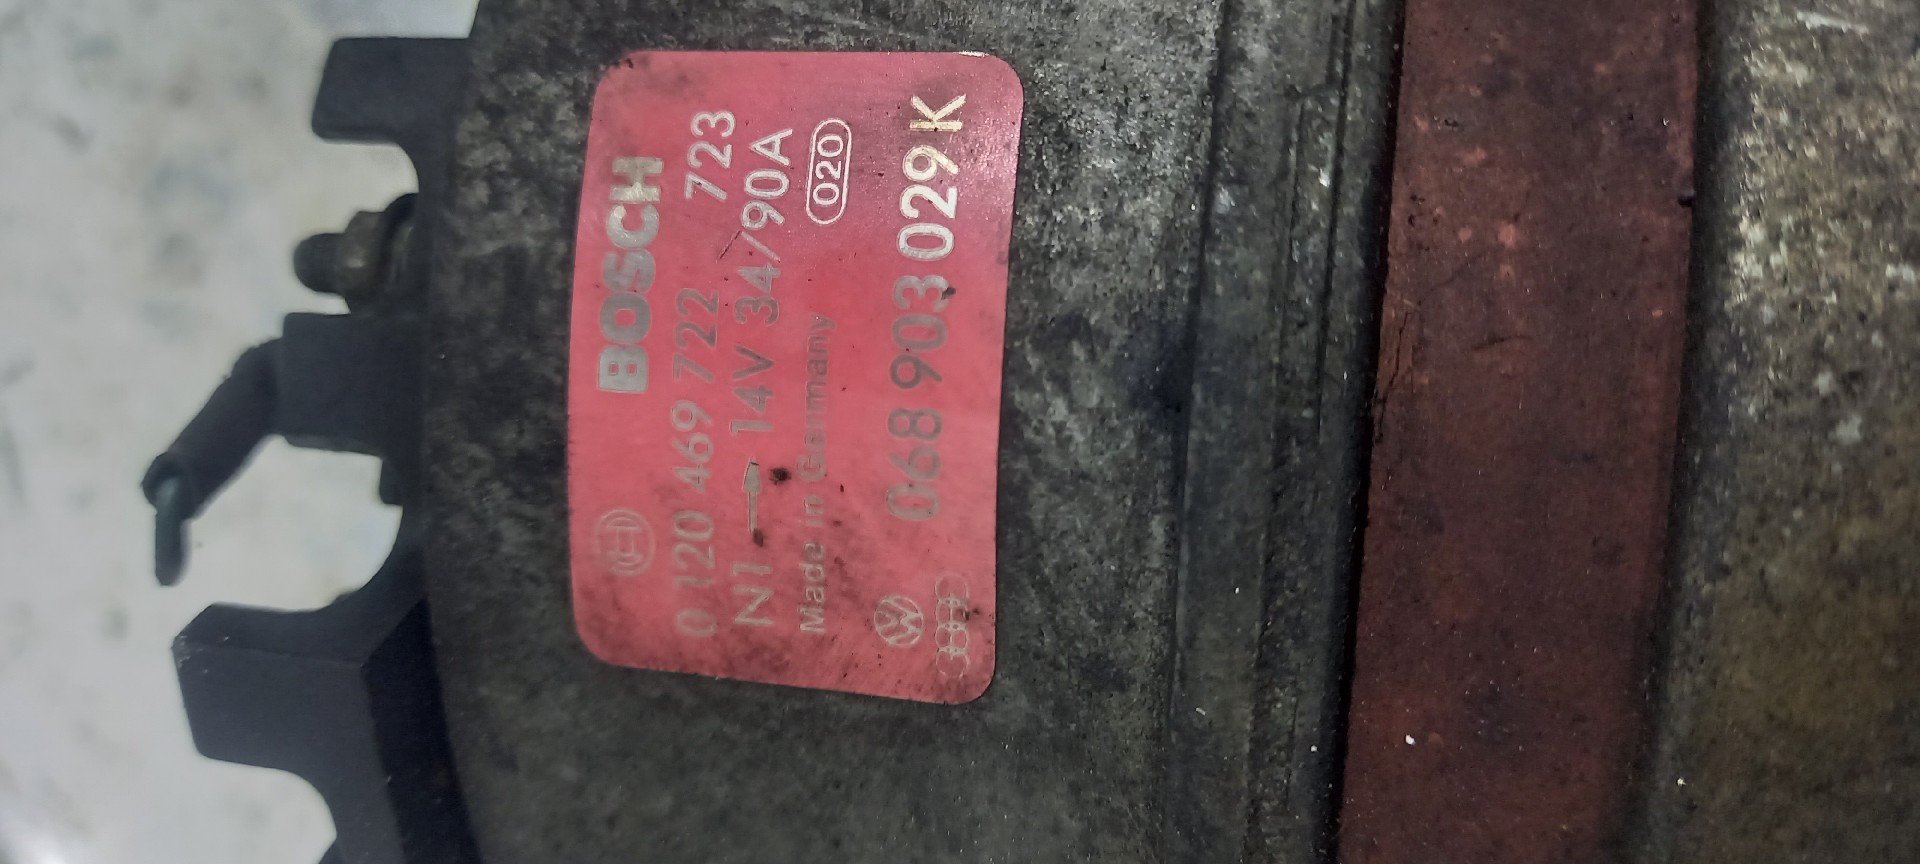 BOSCH
0 120 469 722 723
N1 14V 34/90A
Made in Germany 020
068 903 029 K